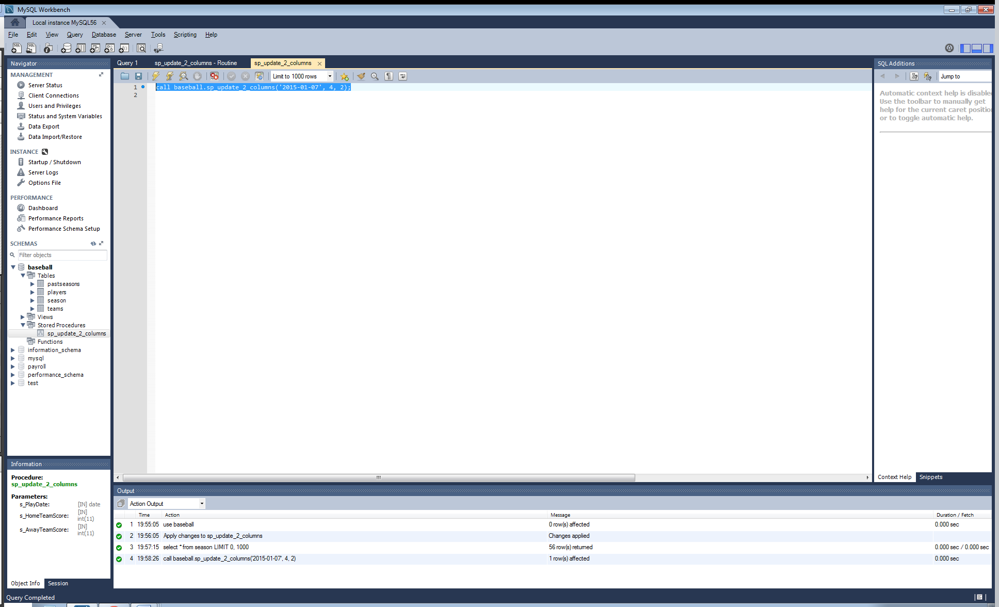 MySQL Workbench
Local instance MySQL56
File Edit View Query Database Server Tools Scripting Help
Navigator
MANAGEMENT
Server Status
Client Connections
Users and Privileges
Status and System Variables
Data Export
Data Import/Restore
INSTANCE
Startup / Shutdown
Server Logs
Options File
PERFORMANCE
Dashboard
Performance Reports
Performance Schema Setup
SCHEMAS
Filter objects
baseball
Tables
pastseasons
players
season
teams
Views
Stored Procedures
sp_update_2_columns
Functions
information_schema
mysql
payroll
performance_schema
test
Information
Procedure:
sp_update_2_columns
Parameters:
s_PlayDate: [IN] date
s_HomeTeamScore: [IN] int(11)
s_AwayTeamScore: [IN] int(11)
Object Info Session
Query 1 sp_update_2_columns - Routine sp_update_2_columns
Limit to 1000 rows
1 call baseball.sp_update_2_columns('2015-01-07', 4, 2);
2
SQL Additions
Jump to
Automatic context help is disable
Use the toolbar to manually get
help for the current caret positio
or to toggle automatic help.
Context Help Snippets
Output
Action Output
Time Action Message Duration / Fetch
1 19:55:05 use baseball 0 row(s) affected 0.000 sec
2 19:56:05 Apply changes to sp_update_2_columns Changes applied
3 19:57:15 select * from season LIMIT 0, 1000 56 row(s) returned 0.000 sec / 0.000 sec
4 19:58:26 call baseball.sp_update_2_columns('2015-01-07', 4, 2) 1 row(s) affected 0.000 sec
Query Completed